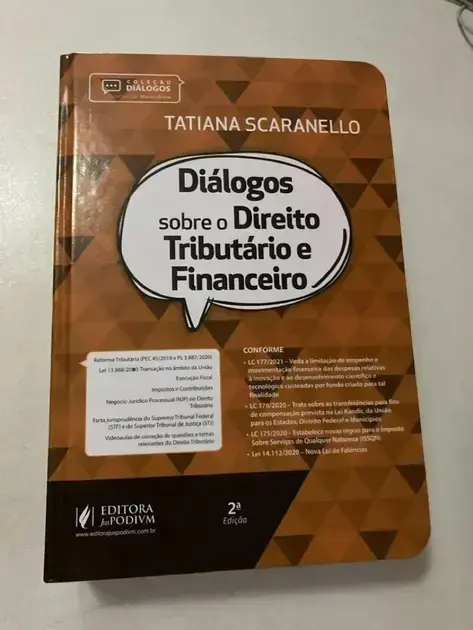 COLEÇÃO
DIÁLOGOS
TATIANA SCARANELLO
Diálogos
sobre o Direito
Tributário e
Financeiro
Reforma Tributária (PEC 45/2019 e PL 3.887/2020)
Lei 13.988/2020: Transação no âmbito da União
Execução Fiscal
Impostos e Contribuições
Negócio Jurídico Processual (NJP) no Direito
Tributário
Farta jurisprudência do Supremo Tribunal Federal
(STF) e do Superior Tribunal de Justiça (STJ)
Videoaulas de correção de questões e temas
relevantes do Direito Tributário
CONFORME
• LC 177/2021 – Veda a limitação de empenho e
movimentação financeira das despesas relativas
à inovação e ao desenvolvimento científico e
tecnológico custeadas por fundo criado para tal
finalidade
• LC 176/2020 – Trata sobre as transferências para fins
de compensação prevista na Lei Kandir, da União
para os Estados, Distrito Federal e Municípios
• LC 175/2020 – Estabelece novas regras para o Imposto
Sobre Serviços de Qualquer Natureza (ISSQN)
• Lei 14.112/2020 – Nova Lei de Falências
EDITORA
JusPODIVM
www.editorajuspodivm.com.br
2ª
Edição